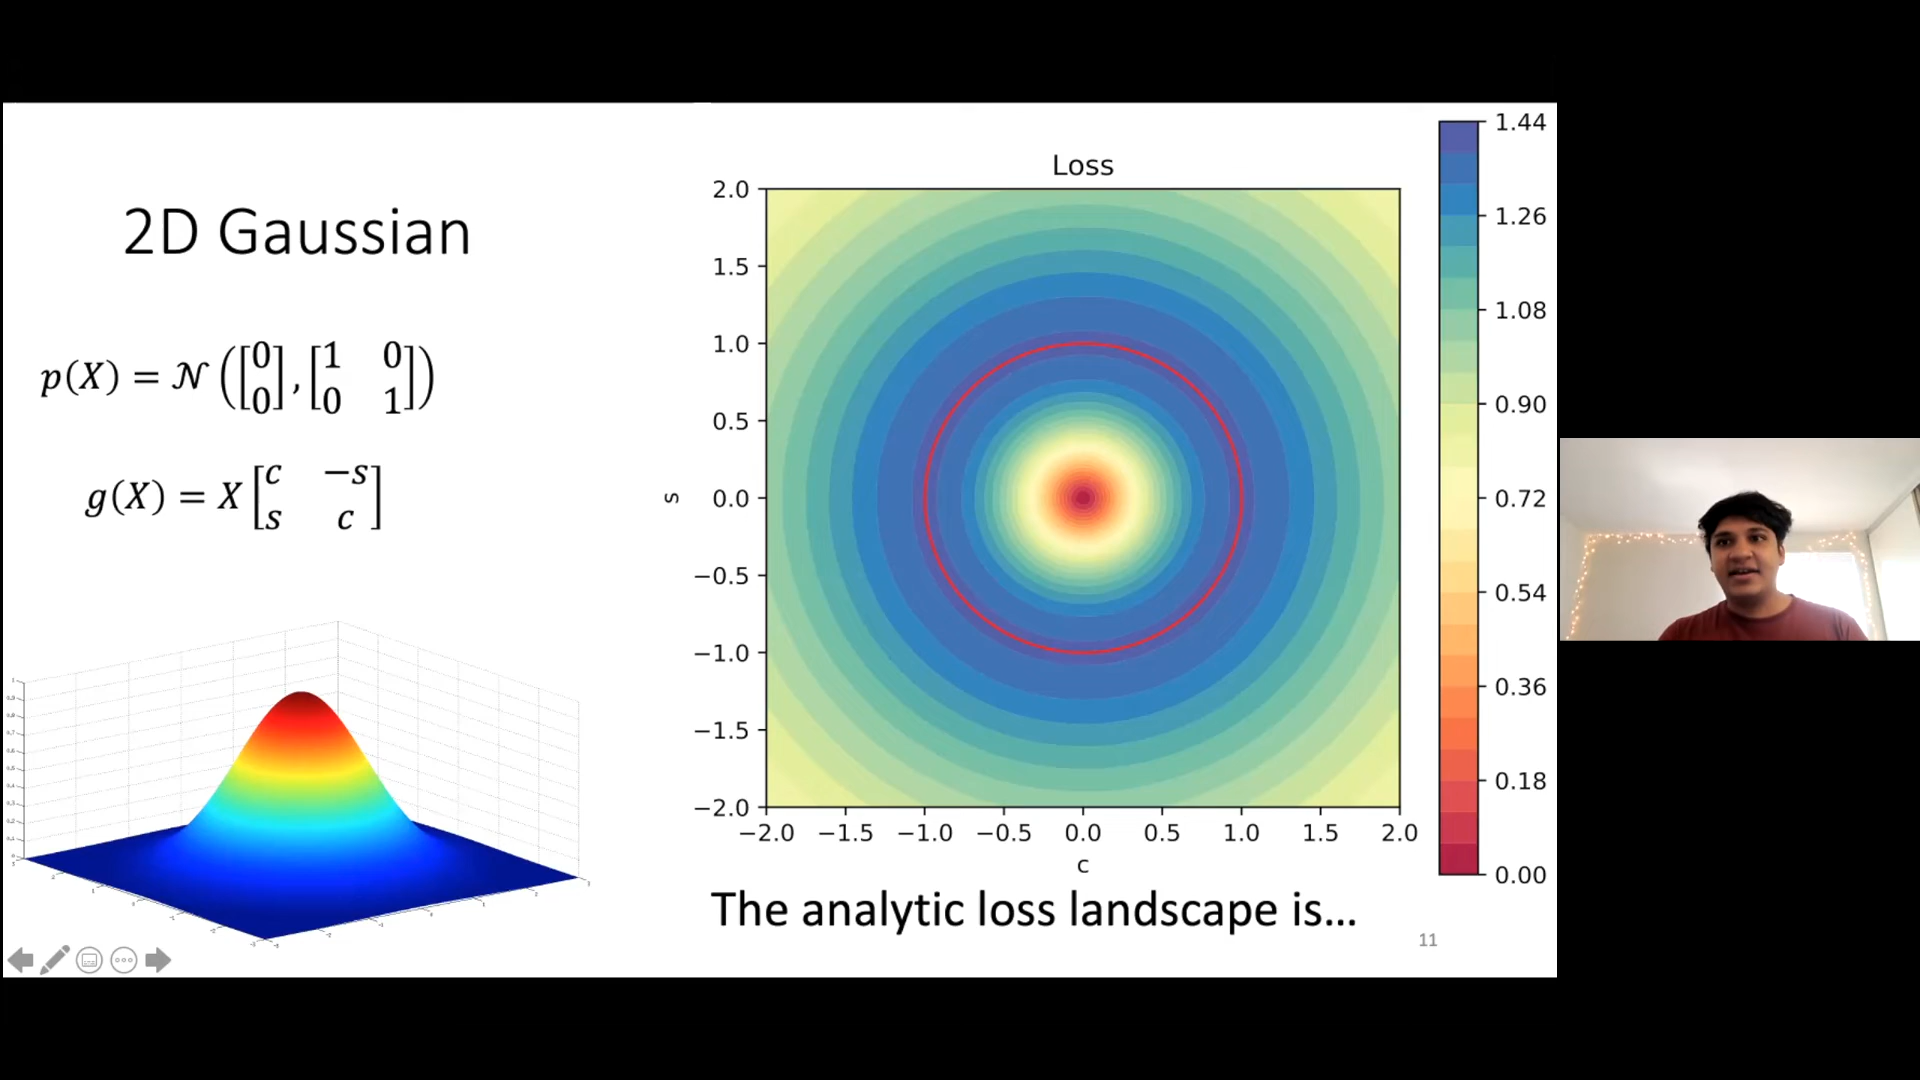 2D Gaussian
p(X) = 𝒩([0 0], [1 0 0 1])
g(X) = X [c −s s c]
Loss
2.0
1.5
1.0
0.5
0.0
−0.5
−1.0
−1.5
−2.0
s
−2.0 −1.5 −1.0 −0.5 0.0 0.5 1.0 1.5 2.0
c
1.44
1.26
1.08
0.90
0.72
0.54
0.36
0.18
0.00
The analytic loss landscape is...
11